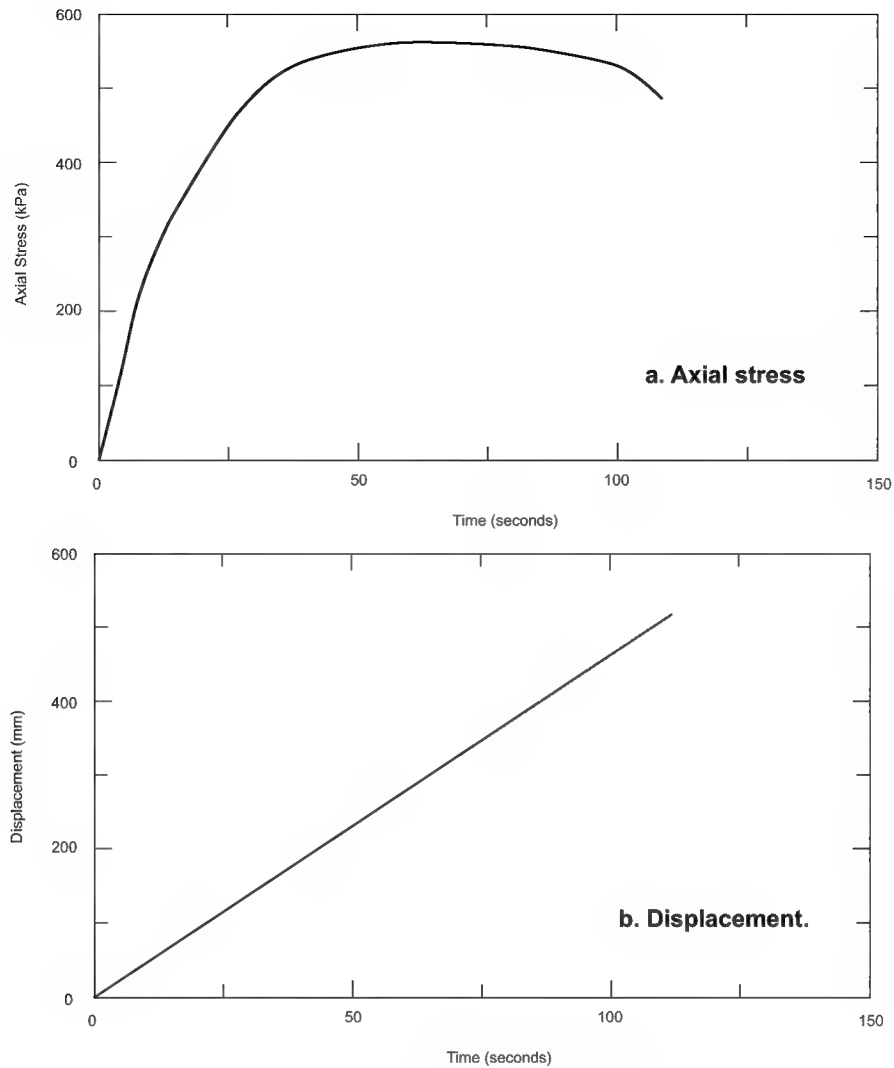 600
400
200
0
Axial Stress (kPa)
a. Axial stress
0 50 100 150
Time (seconds)
600
400
200
0
Displacement (mm)
b. Displacement.
0 50 100 150
Time (seconds)